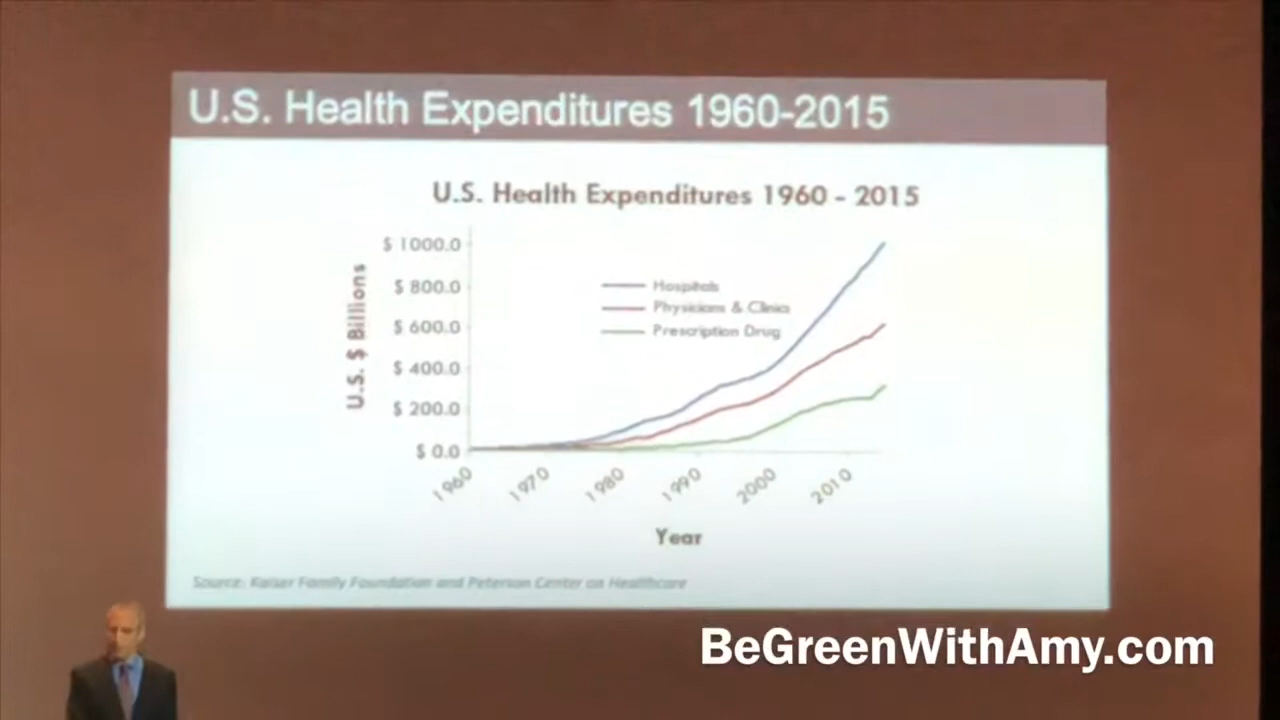 U.S. Health Expenditures 1960-2015
U.S. Health Expenditures 1960 - 2015
U.S. $ Billions
$ 1000.0
$ 800.0
$ 600.0
$ 400.0
$ 200.0
$ 0.0
Hospitals
Physicians & Clinics
Prescription Drug
1960
1970
1980
1990
2000
2010
Year
Source: Kaiser Family Foundation and Peterson Center on Healthcare
BeGreenWithAmy.com